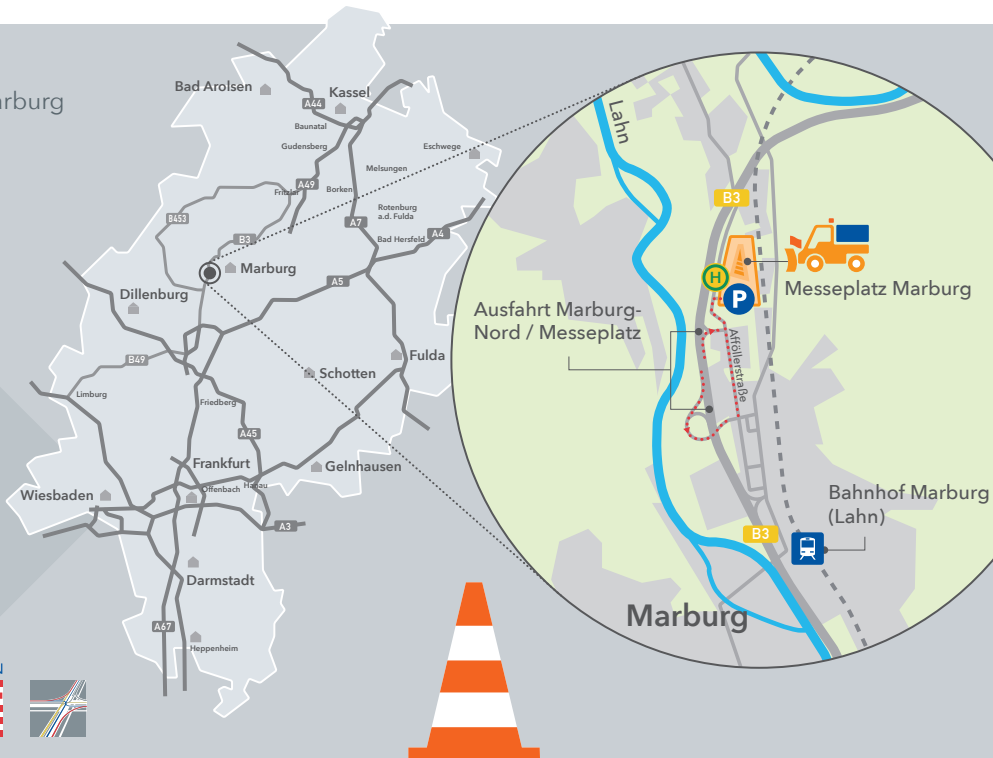 Bad Arolsen
A44
Kassel
Baunatal
Gudensberg
Eschwege
Melsungen
A49
Fritzlar
Borken
Rotenburg
a.d. Fulda
B453
A7
A4
B3
Bad Hersfeld
Marburg
A5
Dillenburg
B49
Fulda
Schotten
Limburg
Friedberg
A45
Frankfurt
Gelnhausen
Hanau
Offenbach
Wiesbaden
A3
Darmstadt
A67
Heppenheim
Lahn
B3
H
P
Messeplatz Marburg
Ausfahrt Marburg-
Nord / Messeplatz
Afföllerstraße
Bahnhof Marburg
(Lahn)
B3
Marburg